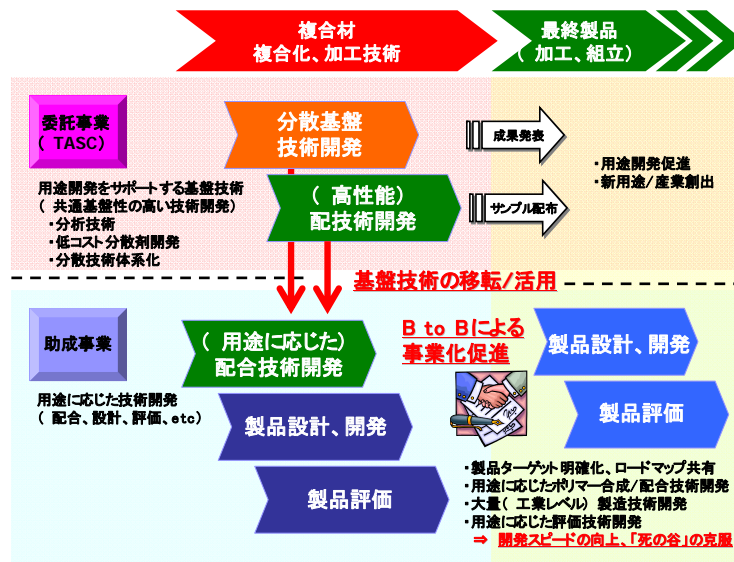 複合材
複合化、加工技術
最終製品
( 加工、組立)
委託事業
( TASC)
分散基盤
技術開発
成果発表
・用途開発促進
・新用途/産業創出
用途開発をサポートする基盤技術
( 共通基盤性の高い技術開発)
・分析技術
・低コスト分散剤開発
・分散技術体系化
( 高性能)
配技術開発
サンプル配布
基盤技術の移転/活用
助成事業
( 用途に応じた)
配合技術開発
B to Bによる
事業化促進
製品設計、開発
用途に応じた技術開発
( 配合、設計、評価、etc)
製品設計、開発
製品評価
製品評価
・製品ターゲット明確化、ロードマップ共有
・用途に応じたポリマー合成/配合技術開発
・大量( 工業レベル) 製造技術開発
・用途に応じた評価技術開発
⇒ 開発スピードの向上、「死の谷」の克服